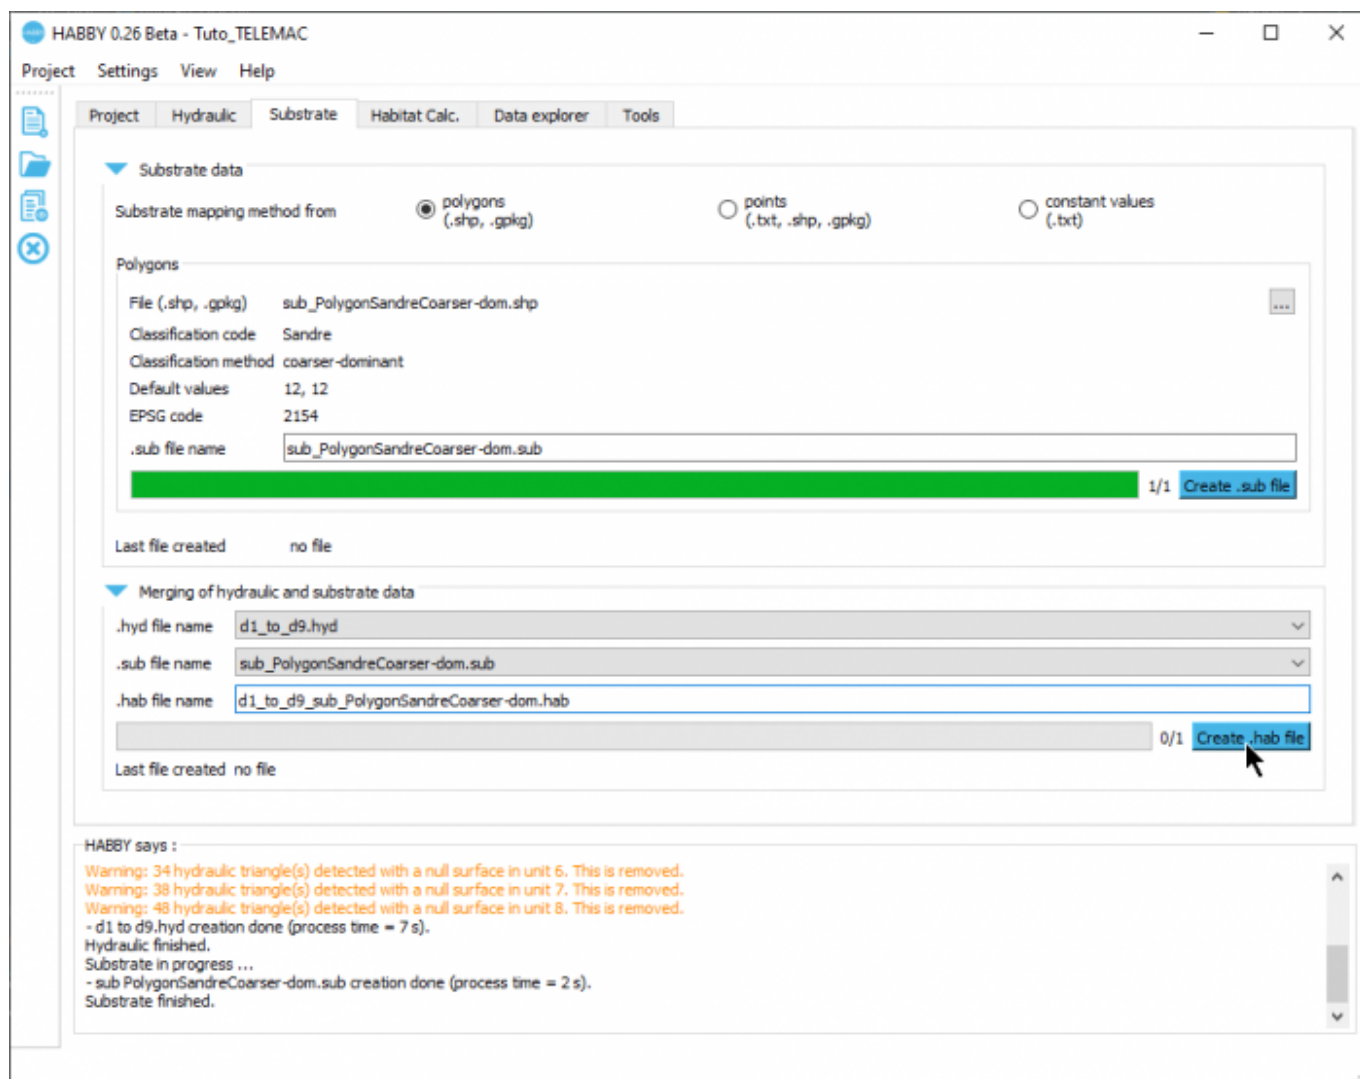 HABBY 0.26 Beta - Tuto_TELEMAC
Project Settings View Help
Project Hydraulic Substrate Habitat Calc. Data explorer Tools
Substrate data
Substrate mapping method from
polygons
(.shp, .gpkg)
points
(.txt, .shp, .gpkg)
constant values
(.txt)
Polygons
File (.shp, .gpkg) sub_PolygonSandreCoarser-dom.shp ...
Classification code Sandre
Classification method coarser-dominant
Default values 12, 12
EPSG code 2154
.sub file name sub_PolygonSandreCoarser-dom.sub
1/1 Create .sub file
Last file created no file
Merging of hydraulic and substrate data
.hyd file name d1_to_d9.hyd
.sub file name sub_PolygonSandreCoarser-dom.sub
.hab file name d1_to_d9_sub_PolygonSandreCoarser-dom.hab
0/1 Create .hab file
Last file created no file
HABBY says :
Warning: 34 hydraulic triangle(s) detected with a null surface in unit 6. This is removed.
Warning: 38 hydraulic triangle(s) detected with a null surface in unit 7. This is removed.
Warning: 48 hydraulic triangle(s) detected with a null surface in unit 8. This is removed.
- d1 to d9.hyd creation done (process time = 7 s).
Hydraulic finished.
Substrate in progress ...
- sub PolygonSandreCoarser-dom.sub creation done (process time = 2 s).
Substrate finished.